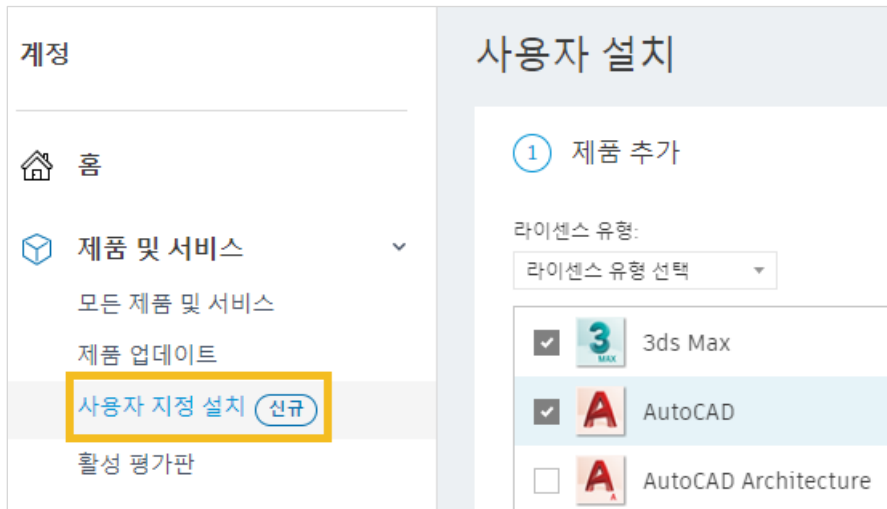 계정
홈
제품 및 서비스
모든 제품 및 서비스
제품 업데이트
사용자 지정 설치 신규
활성 평가판
사용자 설치
1 제품 추가
라이센스 유형:
라이센스 유형 선택
3 MAX 3ds Max
A AutoCAD
A A AutoCAD Architecture